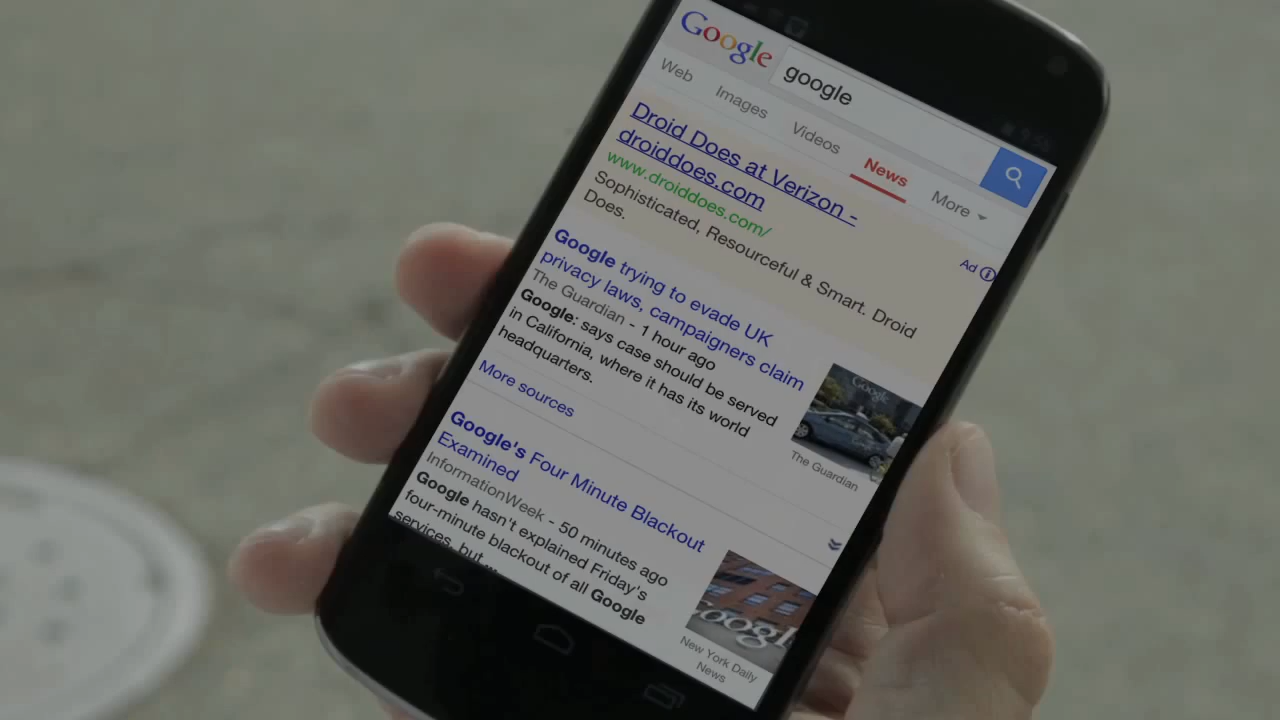 Google
google
Web Images Videos News More
Droid Does at Verizon -
droiddoes.com
www.droiddoes.com/
Sophisticated, Resourceful & Smart. Droid
Does.
Ad
Google trying to evade UK
privacy laws, campaigners claim
The Guardian - 1 hour ago
Google: says case should be served
in California, where it has its world
headquarters.
Google
The Guardian
More sources
Google's Four Minute Blackout
Examined
InformationWeek - 50 minutes ago
Google hasn't explained Friday's
four-minute blackout of all Google
services, but ...
Google
New York Daily
News